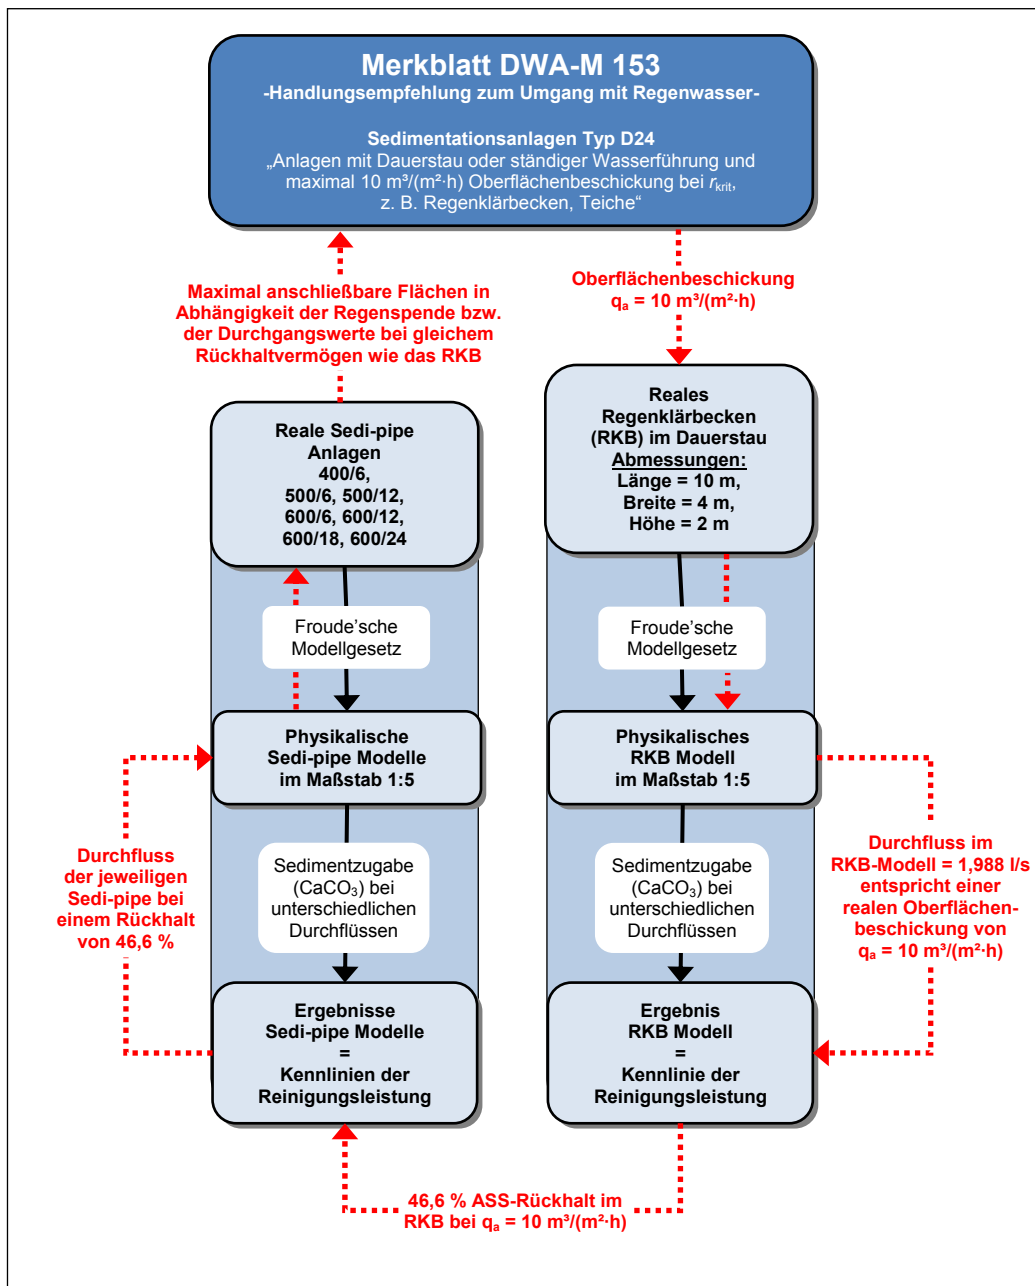 Merkblatt DWA-M 153
-Handlungsempfehlung zum Umgang mit Regenwasser-
Sedimentationsanlagen Typ D24
„Anlagen mit Dauerstau oder ständiger Wasserführung und
maximal 10 m³/(m²·h) Oberflächenbeschickung bei rkrit,
z. B. Regenklärbecken, Teiche“
Maximal anschließbare Flächen in
Abhängigkeit der Regenspende bzw.
der Durchgangswerte bei gleichem
Rückhaltvermögen wie das RKB
Oberflächenbeschickung
qa = 10 m³/(m²·h)
Reale Sedi-pipe
Anlagen
400/6,
500/6, 500/12,
600/6, 600/12,
600/18, 600/24
Reales
Regenklärbecken
(RKB) im Dauerstau
Abmessungen:
Länge = 10 m,
Breite = 4 m,
Höhe = 2 m
Froude’sche
Modellgesetz
Froude’sche
Modellgesetz
Physikalische
Sedi-pipe Modelle
im Maßstab 1:5
Physikalisches
RKB Modell
im Maßstab 1:5
Durchfluss
der jeweiligen
Sedi-pipe bei
einem Rückhalt
von 46,6 %
Sedimentzugabe
(CaCO₃) bei
unterschiedlichen
Durchflüssen
Sedimentzugabe
(CaCO₃) bei
unterschiedlichen
Durchflüssen
Durchfluss im
RKB-Modell = 1,988 l/s
entspricht einer
realen Oberflächen-
beschickung von
qa = 10 m³/(m²·h)
Ergebnisse
Sedi-pipe Modelle
=
Kennlinien der
Reinigungsleistung
Ergebnis
RKB Modell
=
Kennlinie der
Reinigungsleistung
46,6 % ASS-Rückhalt im
RKB bei qa = 10 m³/(m²·h)